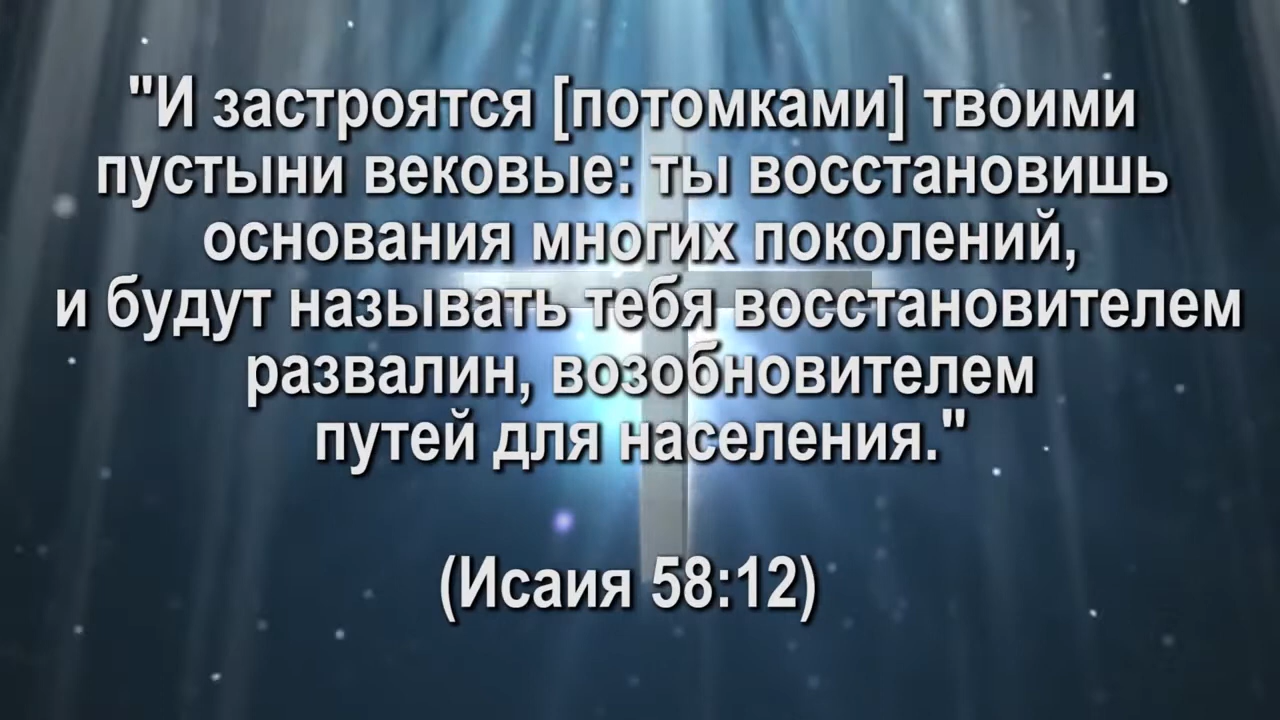 "И застроятся [потомками] твоими
пустыни вековые: ты восстановишь
основания многих поколений,
и будут называть тебя восстановителем
развалин, возобновителем
путей для населения."
(Исаия 58:12)